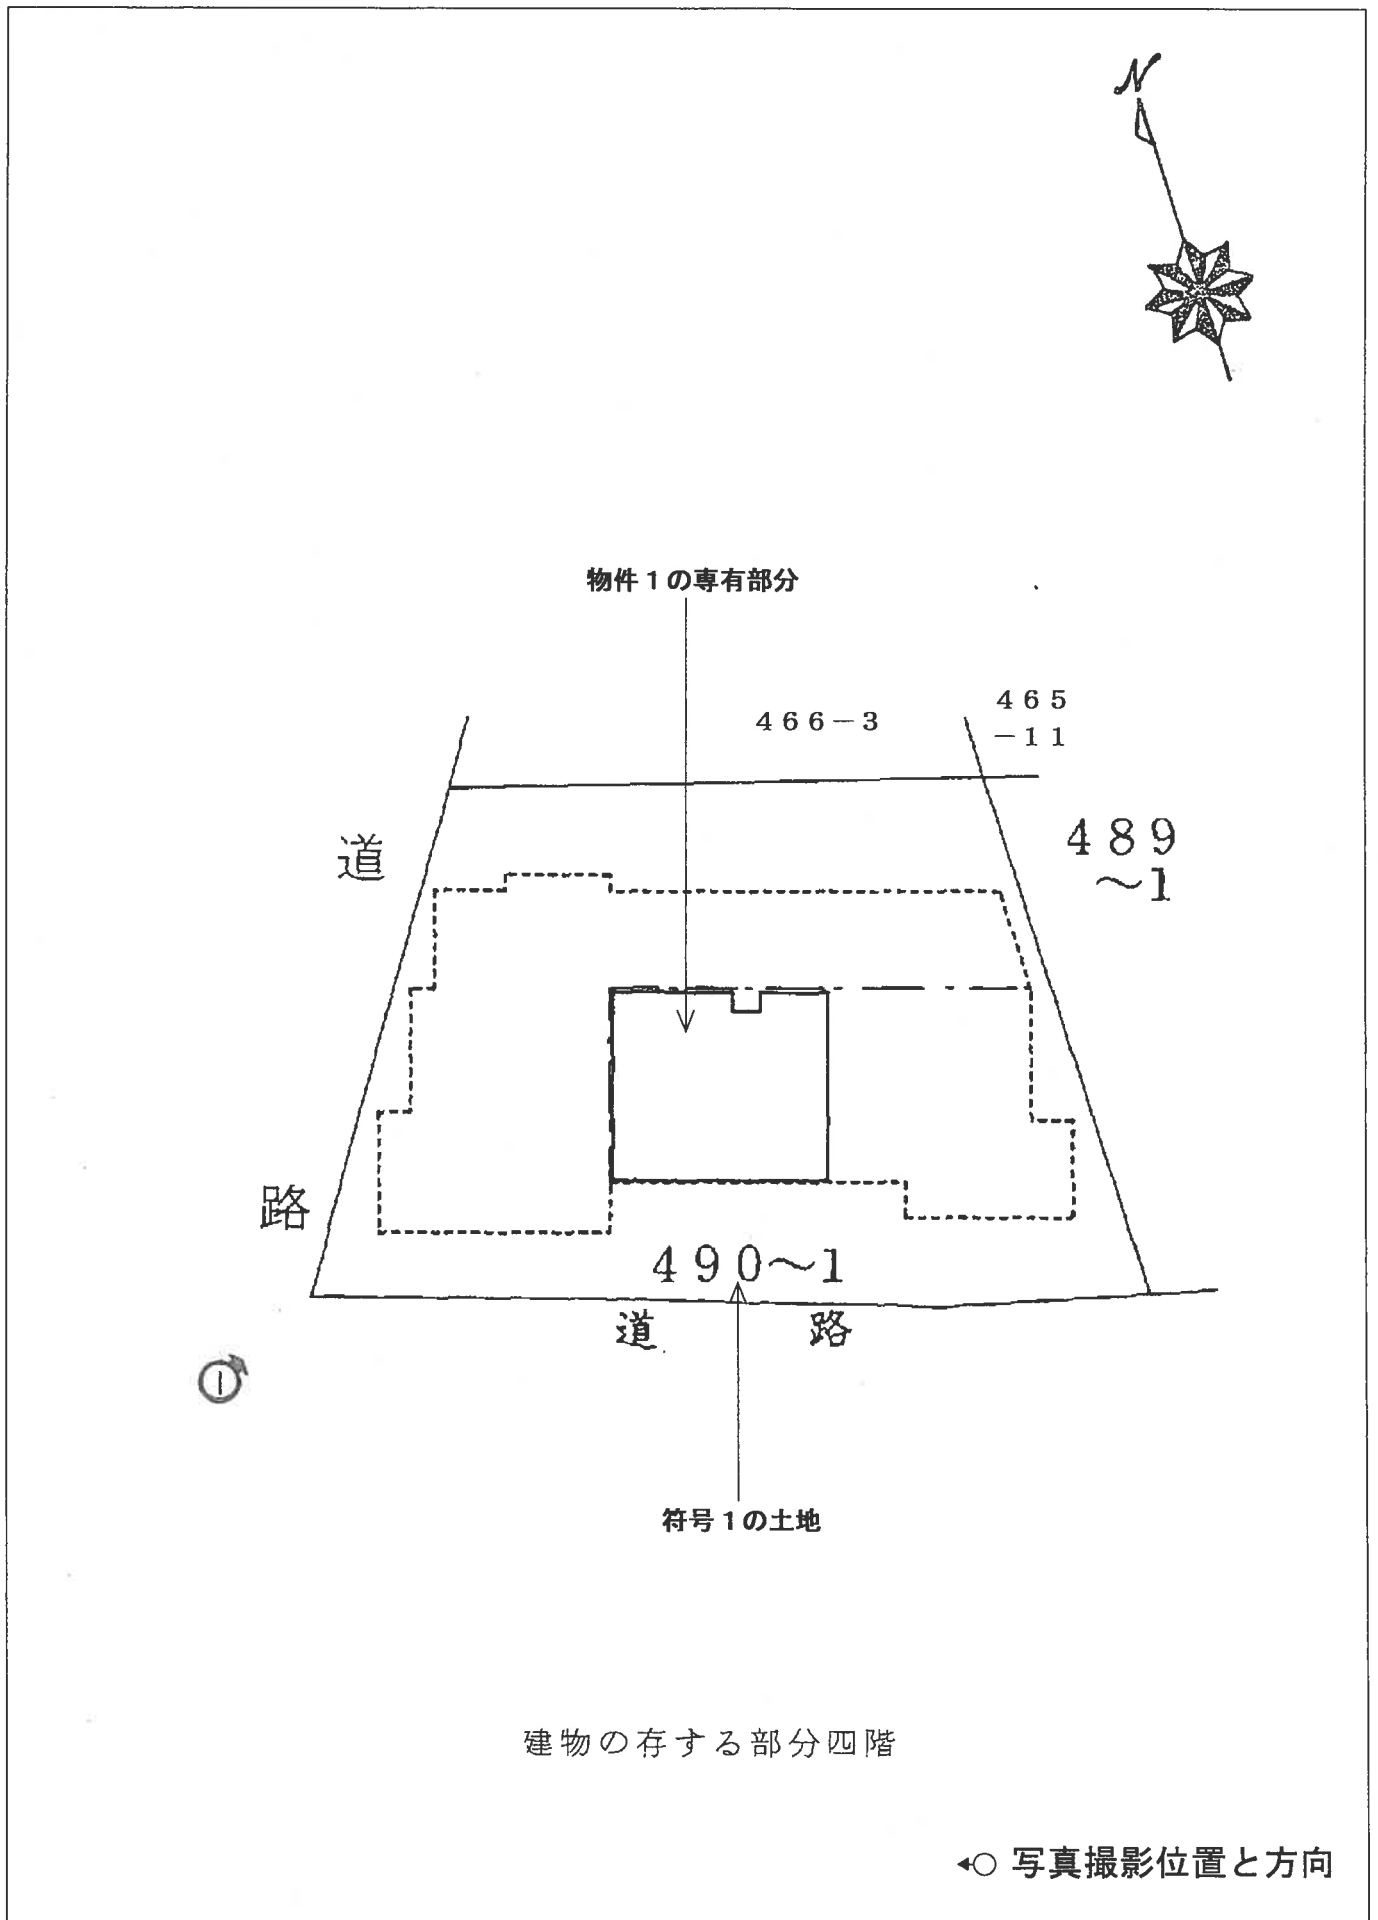 N
物件１の専有部分
４６６－３
４６５
－１１
４８９
～１
道
路
４９０～１
道 路
①
符号１の土地
建物の存する部分四階
←○ 写真撮影位置と方向